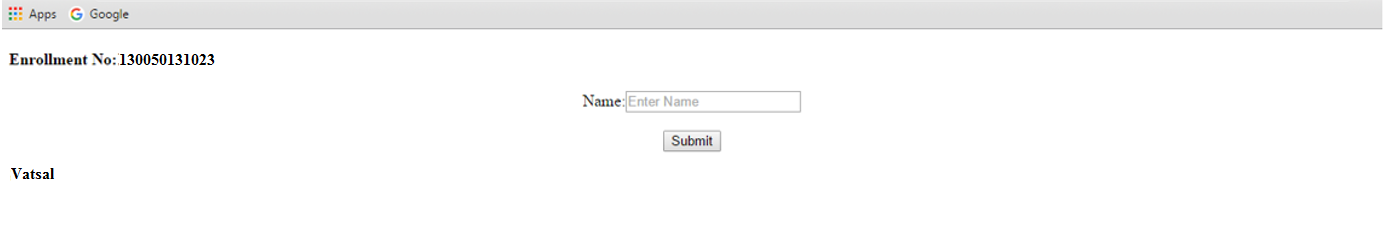 Apps Google
Enrollment No: 130050131023
Name: Enter Name
Submit
Vatsal